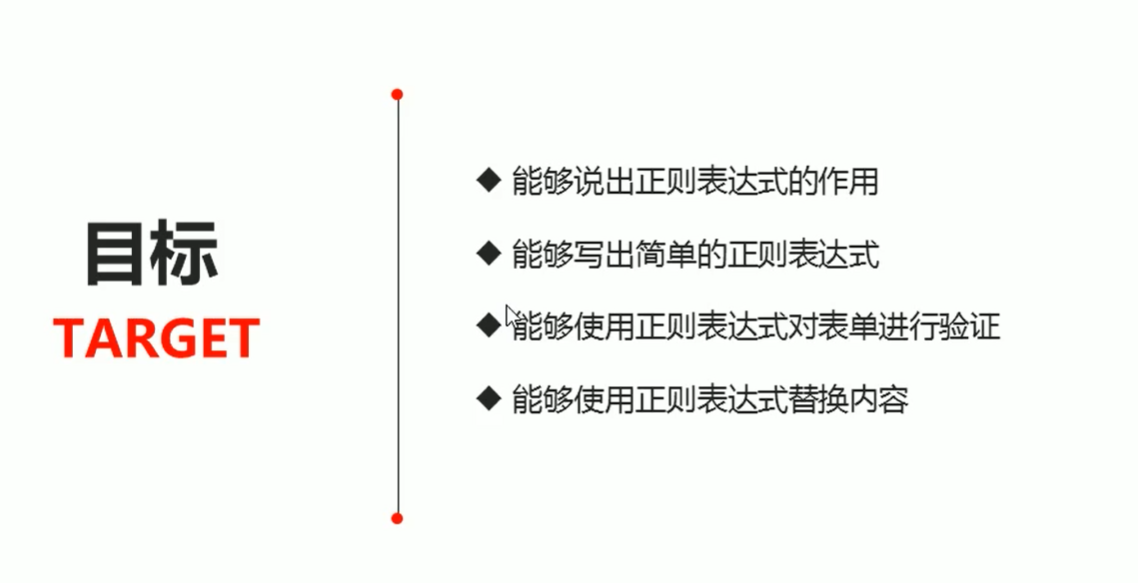 目标
TARGET
◆ 能够说出正则表达式的作用
◆ 能够写出简单的正则表达式
◆ 能够使用正则表达式对表单进行验证
◆ 能够使用正则表达式替换内容